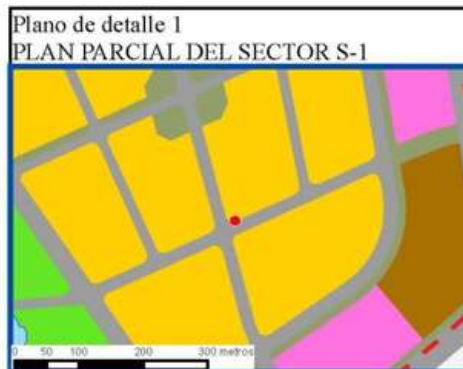 Plano de detalle 1
PLAN PARCIAL DEL SECTOR S-1
0 50 100 200 300 metros